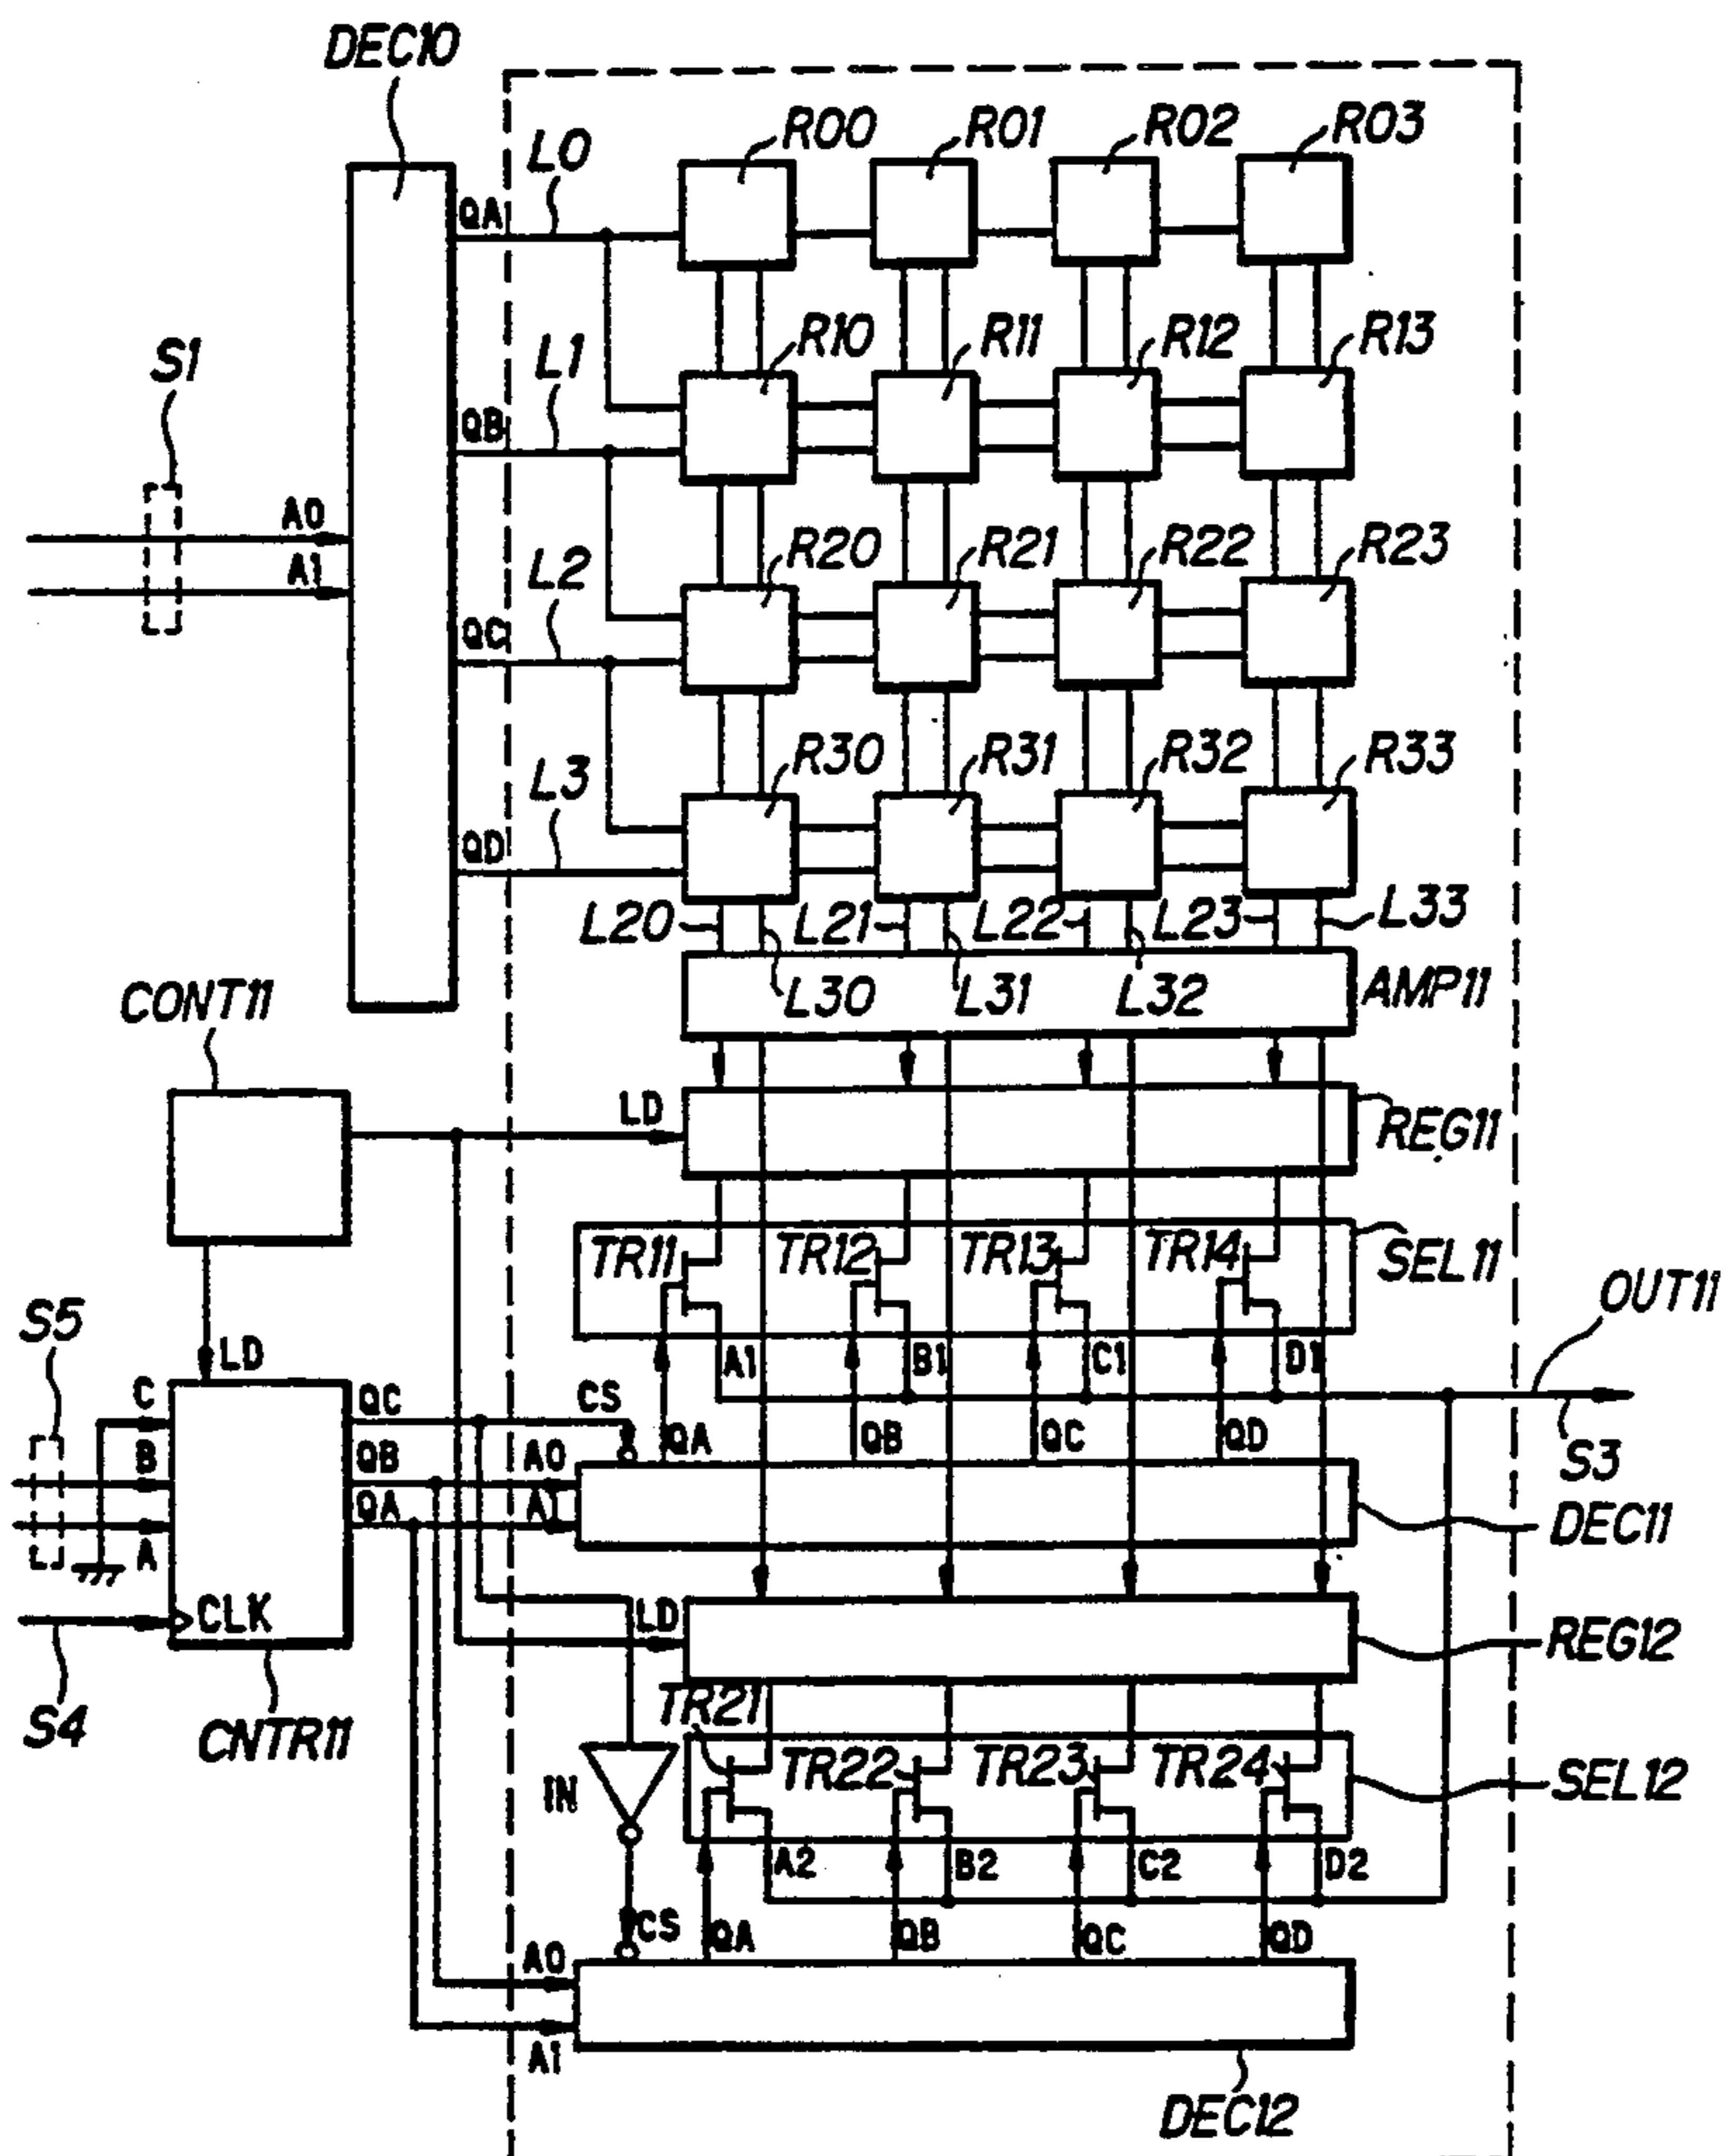 DEC10
R00 R01 R02 R03
L0
QA
R10 R11 R12 R13
S1
L1
QB
A0
R20 R21 R22 R23
A1
L2
QC
R30 R31 R32 R33
L3
QD
L20 L21 L22 L23 L33
L30 L31 L32
AMP11
CONT11
LD
REG11
TR11 TR12 TR13 TR14
SEL11
OUT11
S5
LD
A1 B1 C1 D1
C
QC
CS
QA QB QC QD
S3
B
QB
A0
A
QA
A1
DEC11
CLK
LD
REG12
S4
CNTR11
TR21
TR22 TR23 TR24
SEL12
IN
A2 B2 C2 D2
CS
QA QB QC QD
A0
A1
DEC12